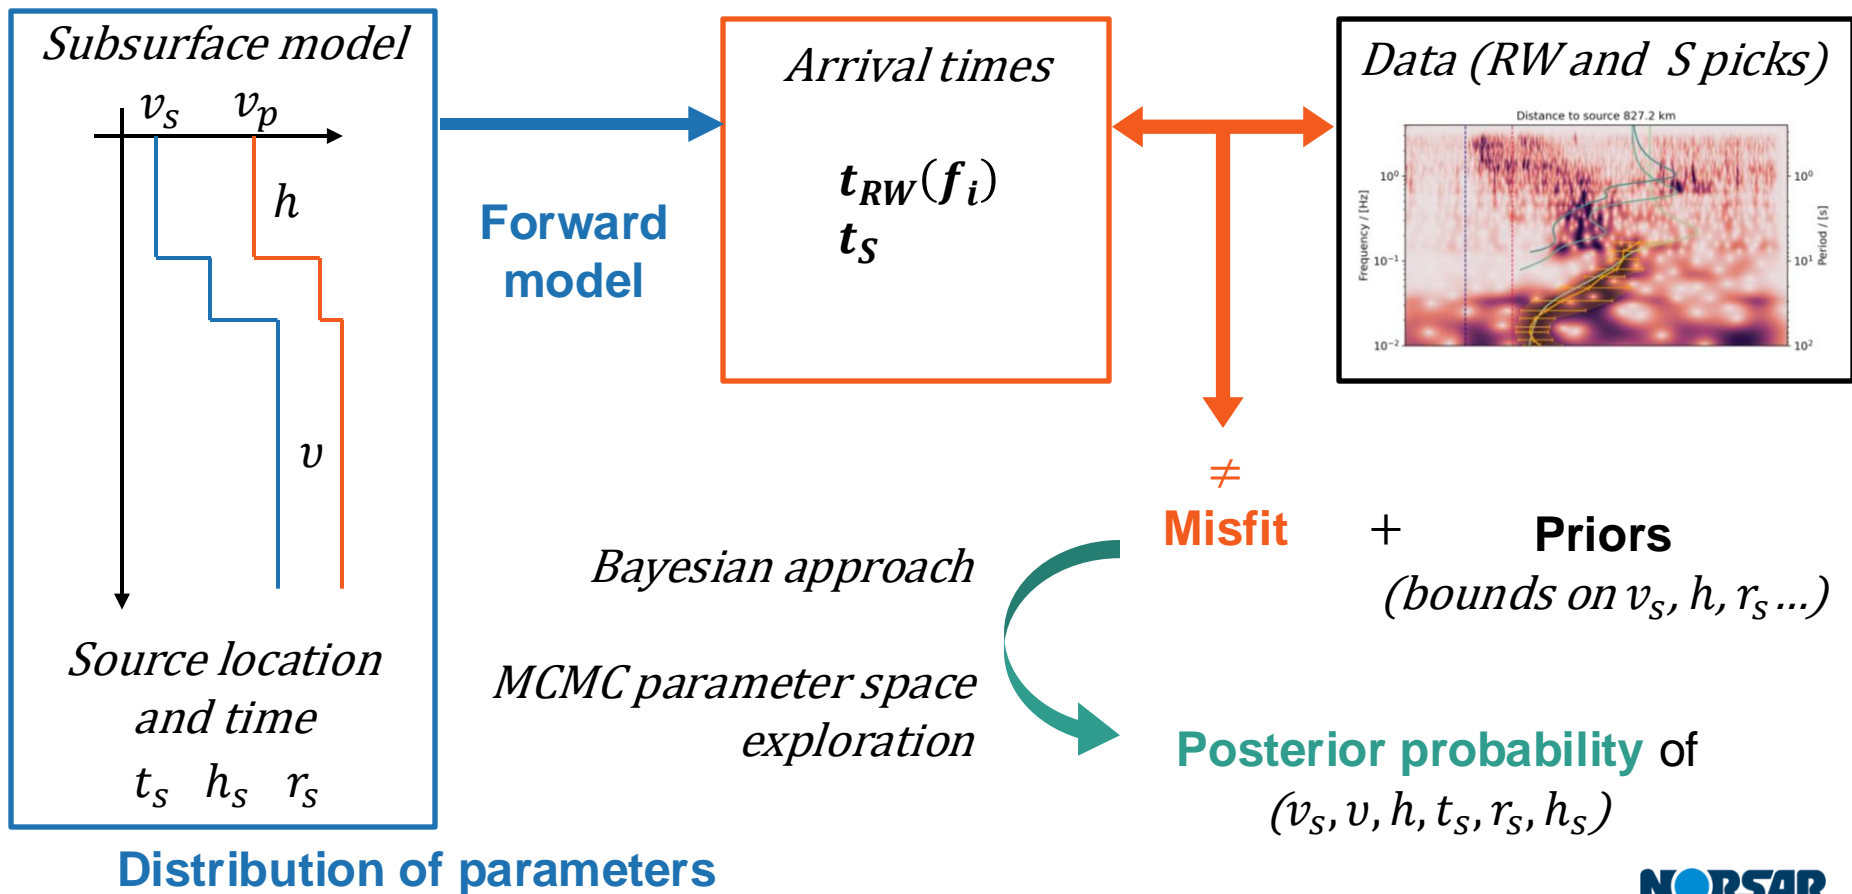 Subsurface model
v_s v_p
h
υ
Source location
and time
t_s h_s r_s
Distribution of parameters
Forward
model
Arrival times
t_RW(f_i)
t_S
Data (RW and S picks)
Distance to source 827.2 km
Frequency / [Hz]
10⁰
10⁻¹
10⁻²
Period / [s]
10⁰
10¹
10²
≠
Misfit + Priors
(bounds on v_s, h, r_s ...)
Bayesian approach
MCMC parameter space
exploration
Posterior probability of
(v_s, υ, h, t_s, r_s, h_s)
NORSAR